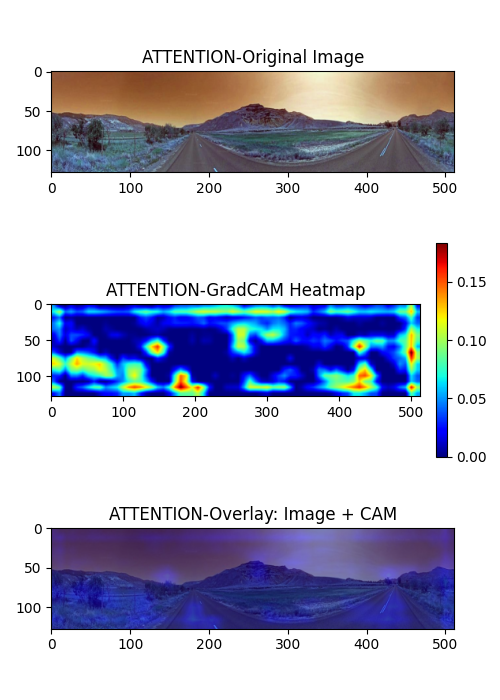 ATTENTION-Original Image
0
50
100
0 100 200 300 400 500
ATTENTION-GradCAM Heatmap
0
50
100
0 100 200 300 400 500
0.15
0.10
0.05
0.00
ATTENTION-Overlay: Image + CAM
0
50
100
0 100 200 300 400 500